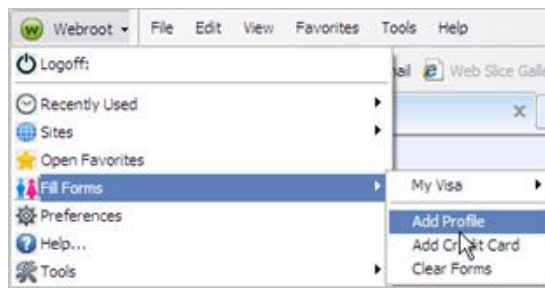 Webroot File Edit View Favorites Tools Help
Logoff:
ail Web Slice Galle
Recently Used
Sites
Open Favorites
Fill Forms
My Visa
Preferences
Add Profile
Help...
Add Credit Card
Tools
Clear Forms